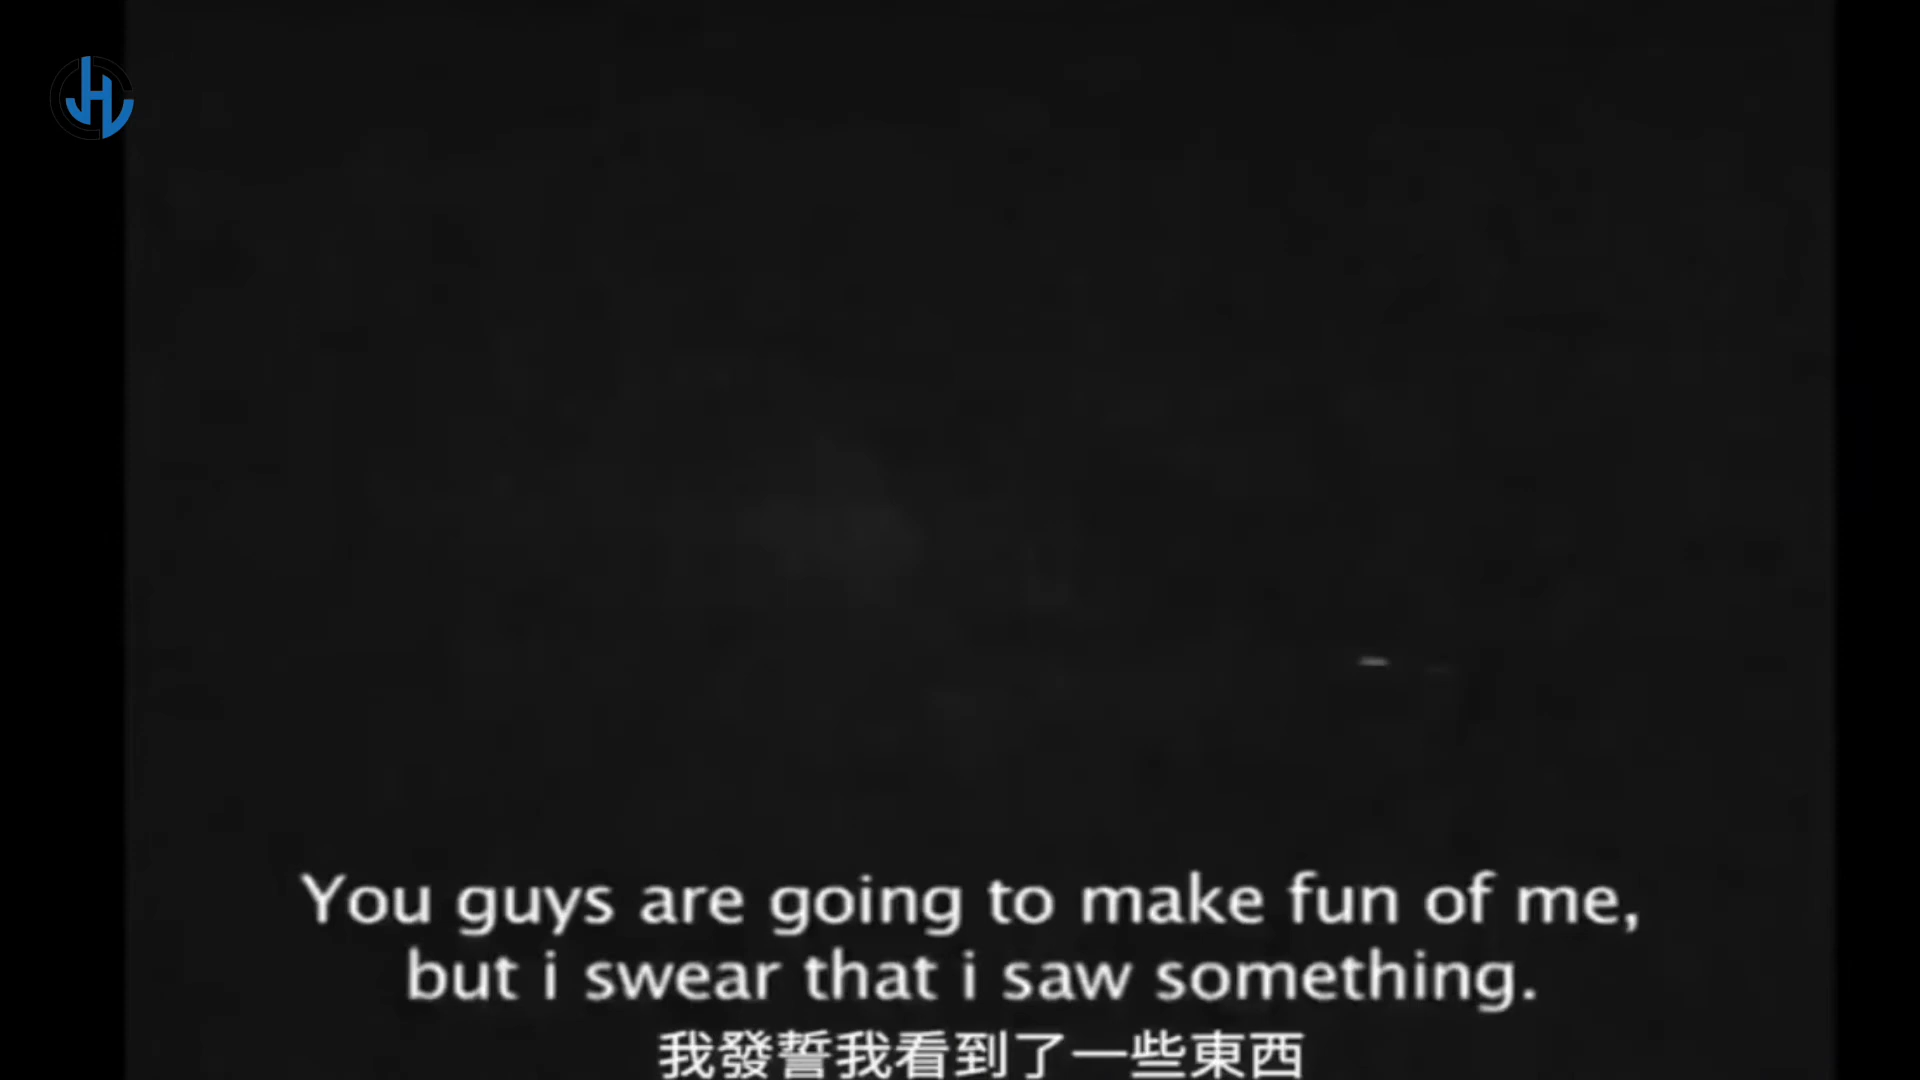 You guys are going to make fun of me,
but i swear that i saw something.
我發誓我看到了一些東西